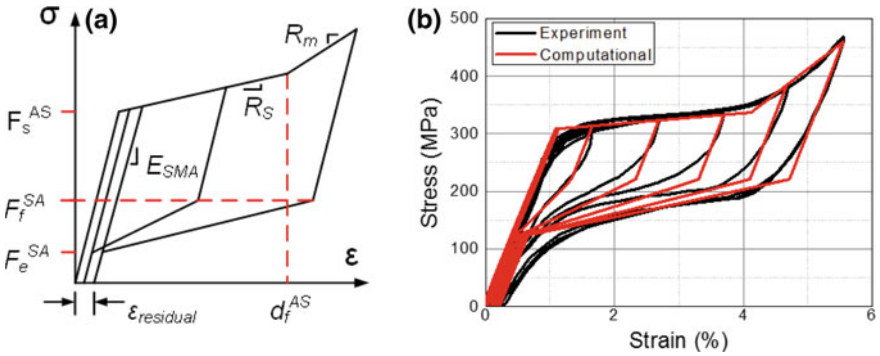 σ (a)
R_m
F_s^AS
R_S
E_SMA
F_f^SA
F_e^SA
ε
ε_residual
d_f^AS
(b)
500
400
300
200
100
0
Stress (MPa)
Experiment
Computational
0 2 4 6
Strain (%)